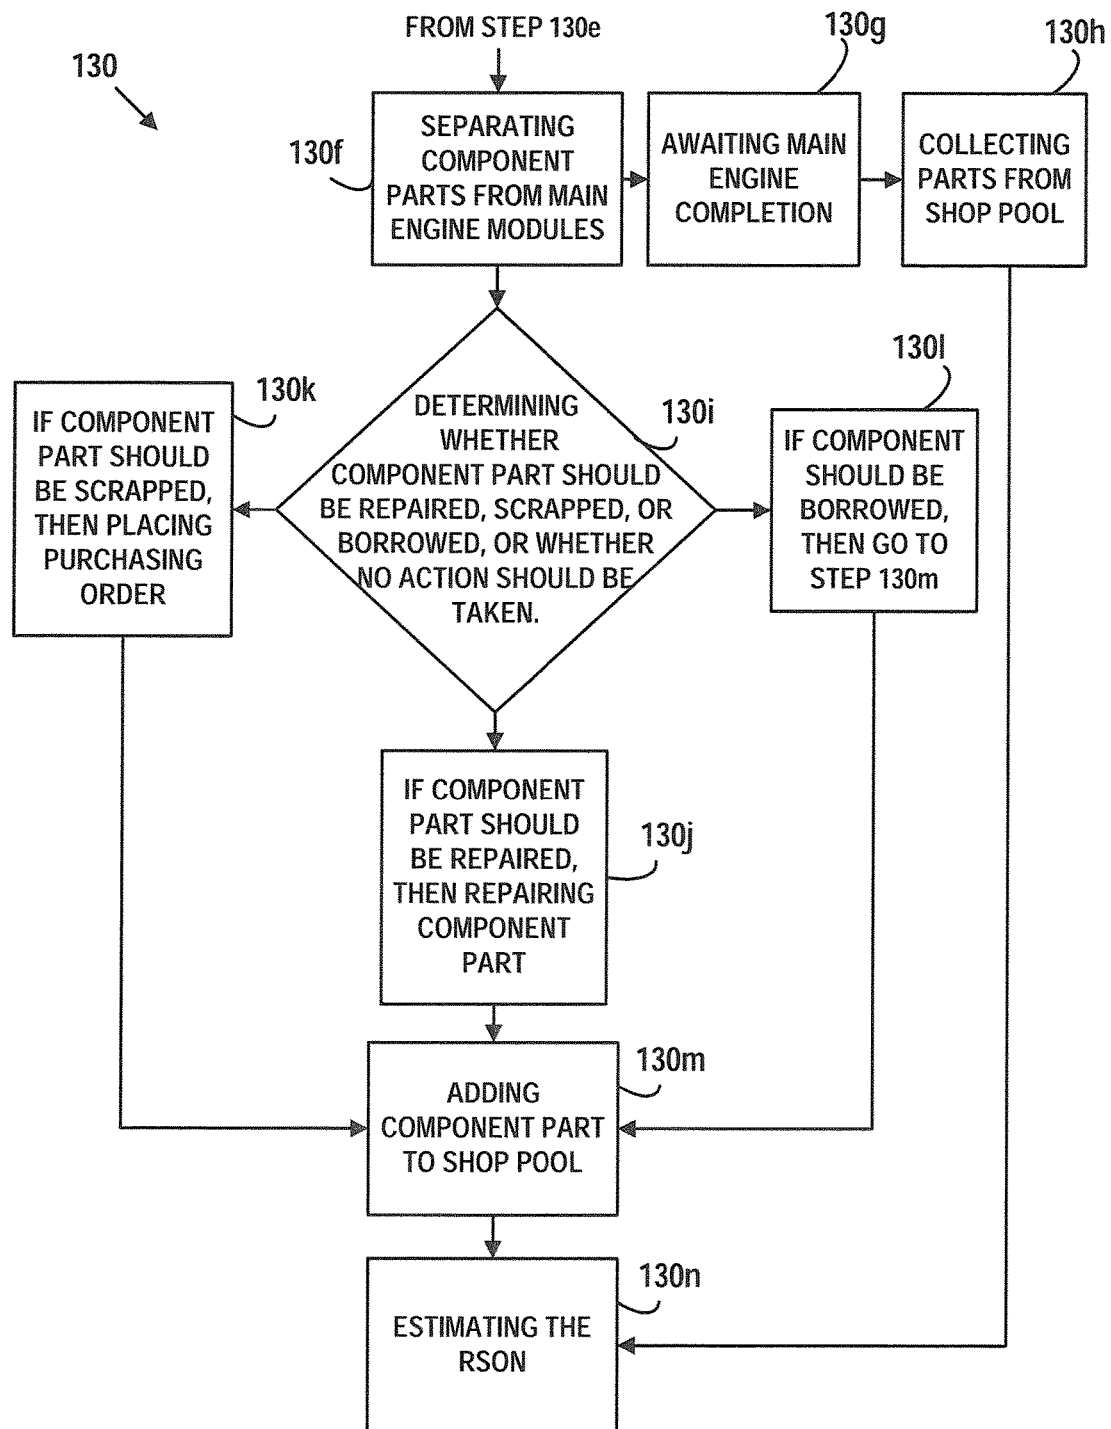 FROM STEP 130e
130
130f
SEPARATING
COMPONENT
PARTS FROM MAIN
ENGINE MODULES
130g
AWAITING MAIN
ENGINE
COMPLETION
130h
COLLECTING
PARTS FROM
SHOP POOL
130k
IF COMPONENT
PART SHOULD
BE SCRAPPED,
THEN PLACING
PURCHASING
ORDER
130i
DETERMINING
WHETHER
COMPONENT PART SHOULD
BE REPAIRED, SCRAPPED, OR
BORROWED, OR WHETHER
NO ACTION SHOULD BE
TAKEN.
130l
IF COMPONENT
SHOULD BE
BORROWED,
THEN GO TO
STEP 130m
130j
IF COMPONENT
PART SHOULD
BE REPAIRED,
THEN REPAIRING
COMPONENT
PART
130m
ADDING
COMPONENT PART
TO SHOP POOL
130n
ESTIMATING THE
RSON